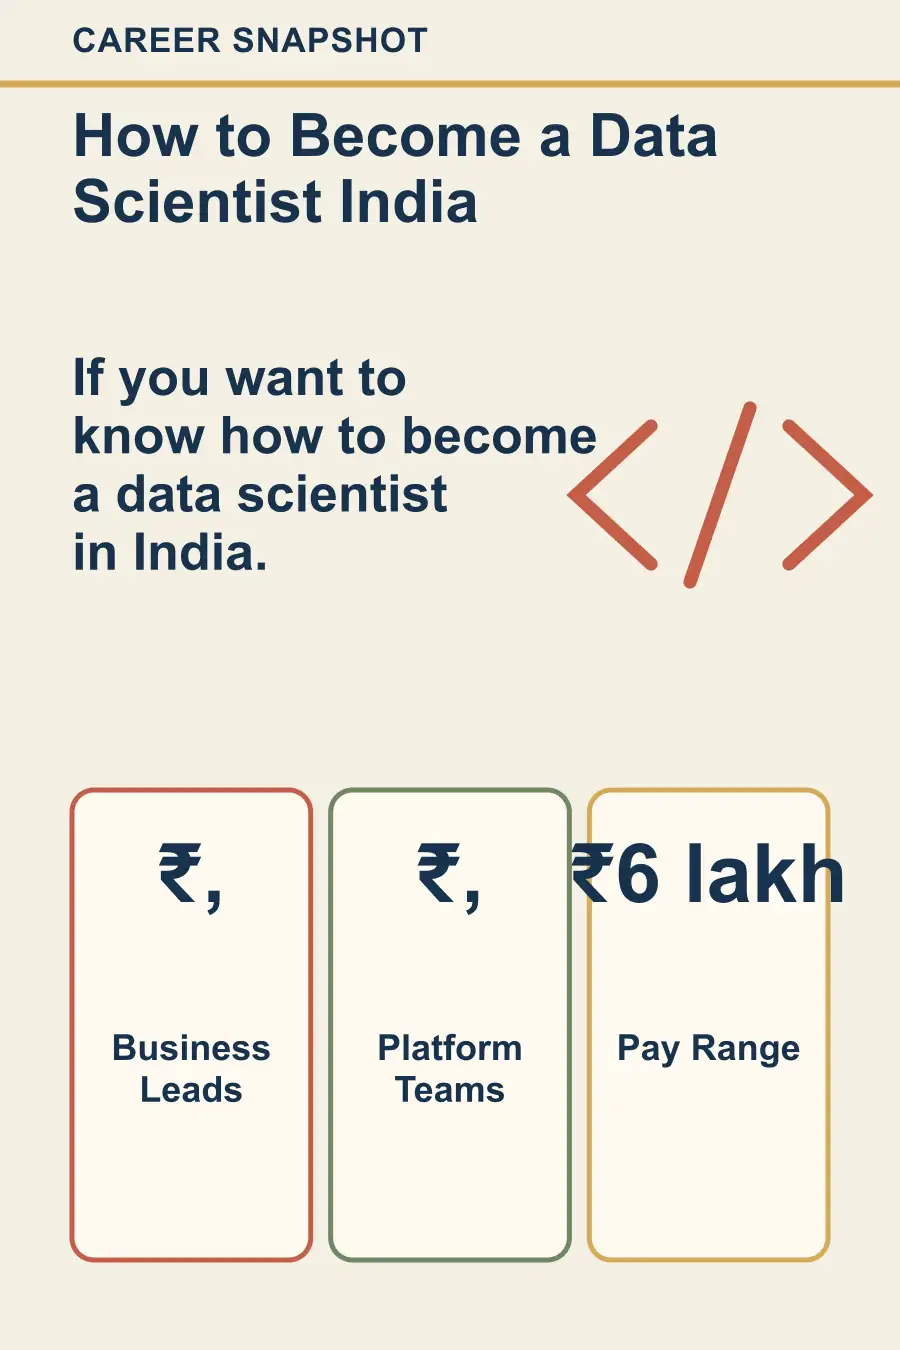 CAREER SNAPSHOT
How to Become a Data
Scientist India
If you want to
know how to become
a data scientist
in India.
</>
₹,
₹,
₹6 lakh
Business
Leads
Platform
Teams
Pay Range